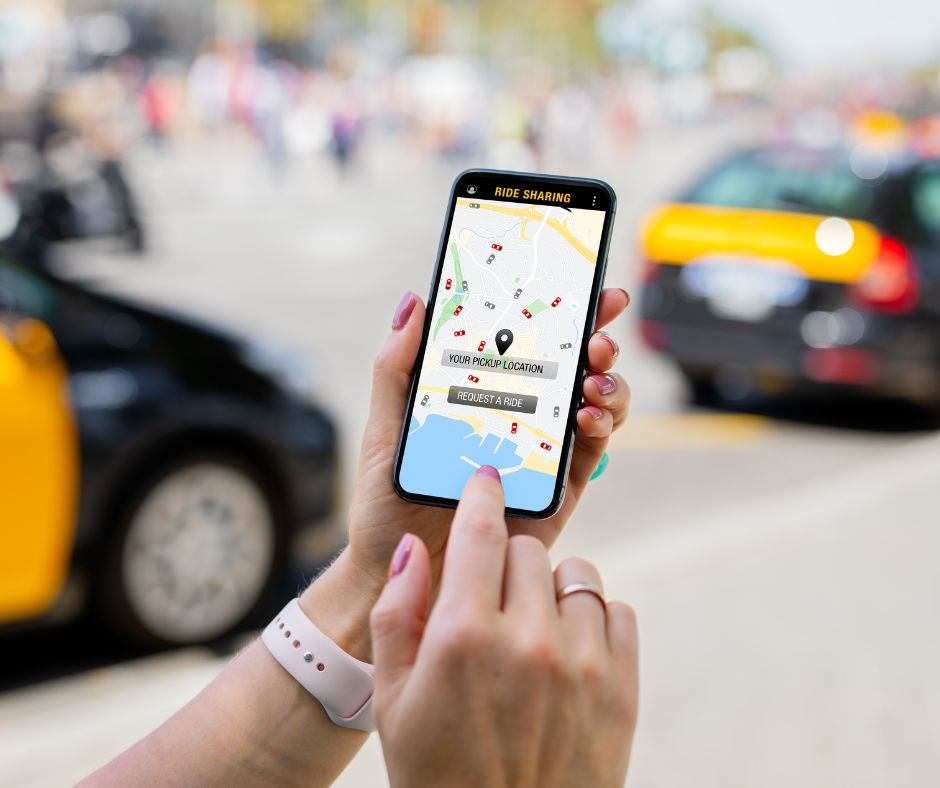 RIDE SHARING
YOUR PICKUP LOCATION
REQUEST A RIDE